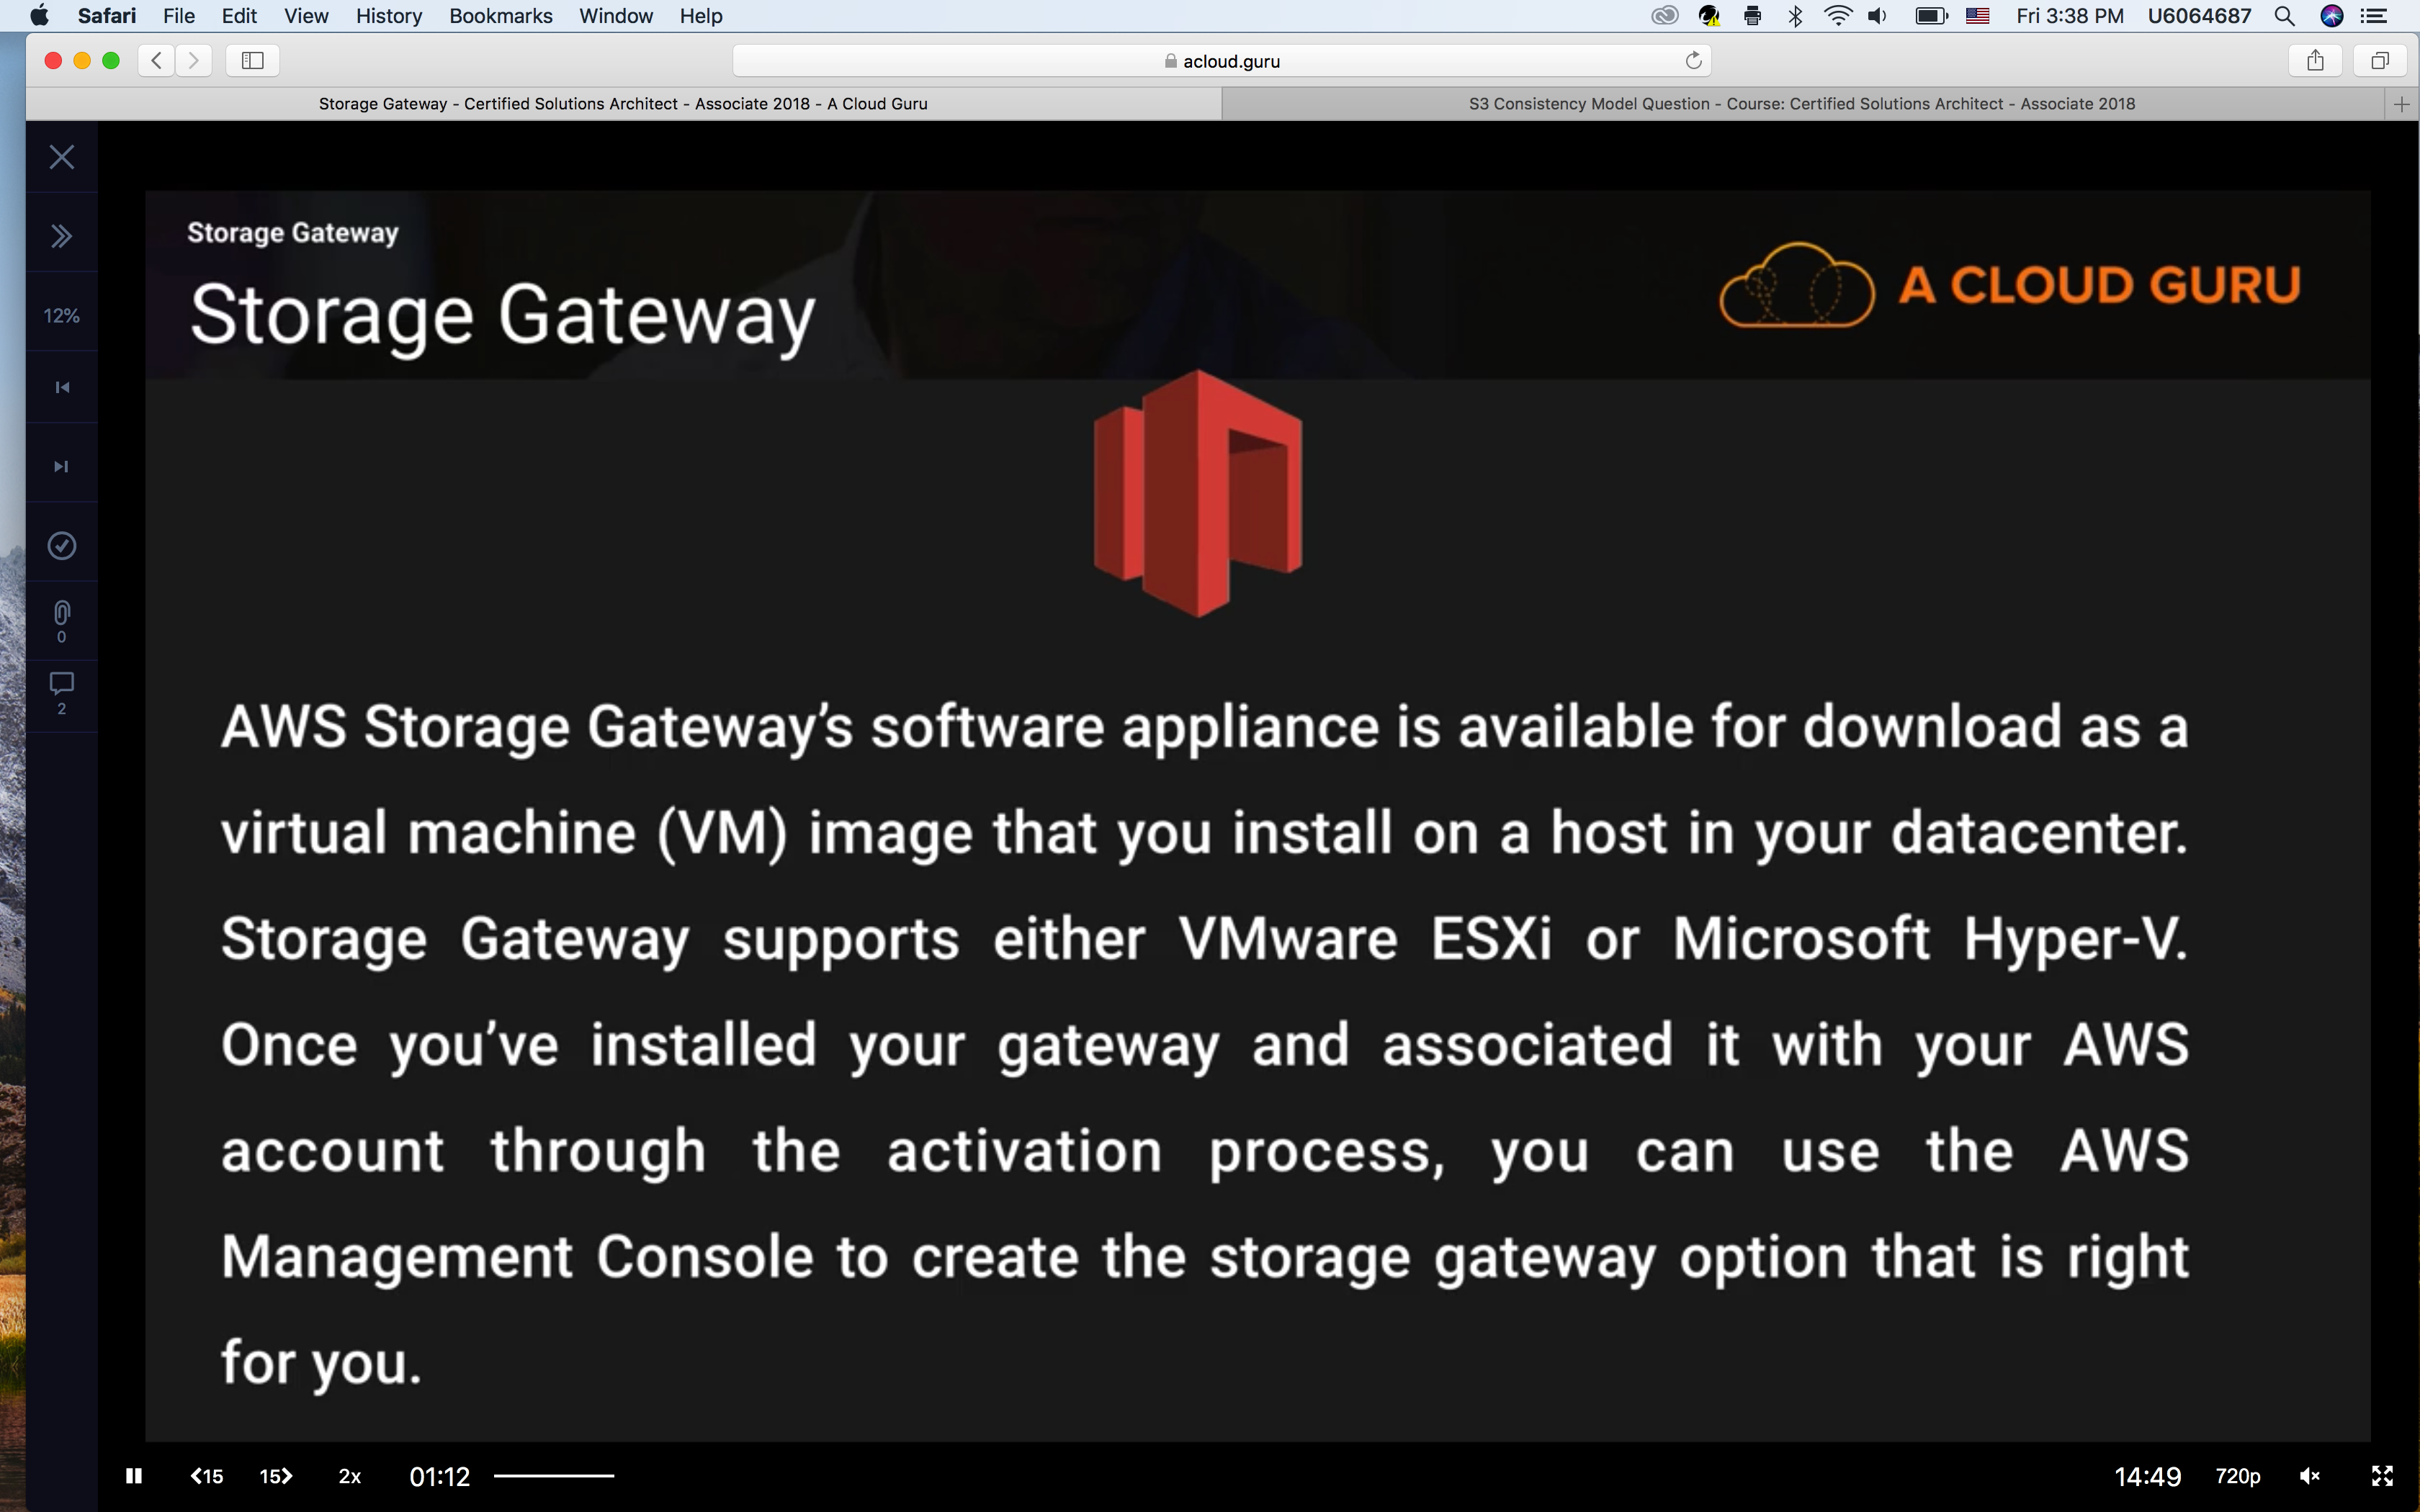 Safari File Edit View History Bookmarks Window Help Fri 3:38 PM U6064687
acloud.guru
Storage Gateway - Certified Solutions Architect - Associate 2018 - A Cloud Guru
S3 Consistency Model Question - Course: Certified Solutions Architect - Associate 2018
12%
0
2
Storage Gateway
Storage Gateway
A CLOUD GURU
AWS Storage Gateway’s software appliance is available for download as a
virtual machine (VM) image that you install on a host in your datacenter.
Storage Gateway supports either VMware ESXi or Microsoft Hyper-V.
Once you’ve installed your gateway and associated it with your AWS
account through the activation process, you can use the AWS
Management Console to create the storage gateway option that is right
for you.
15 15 2x 01:12 14:49 720p